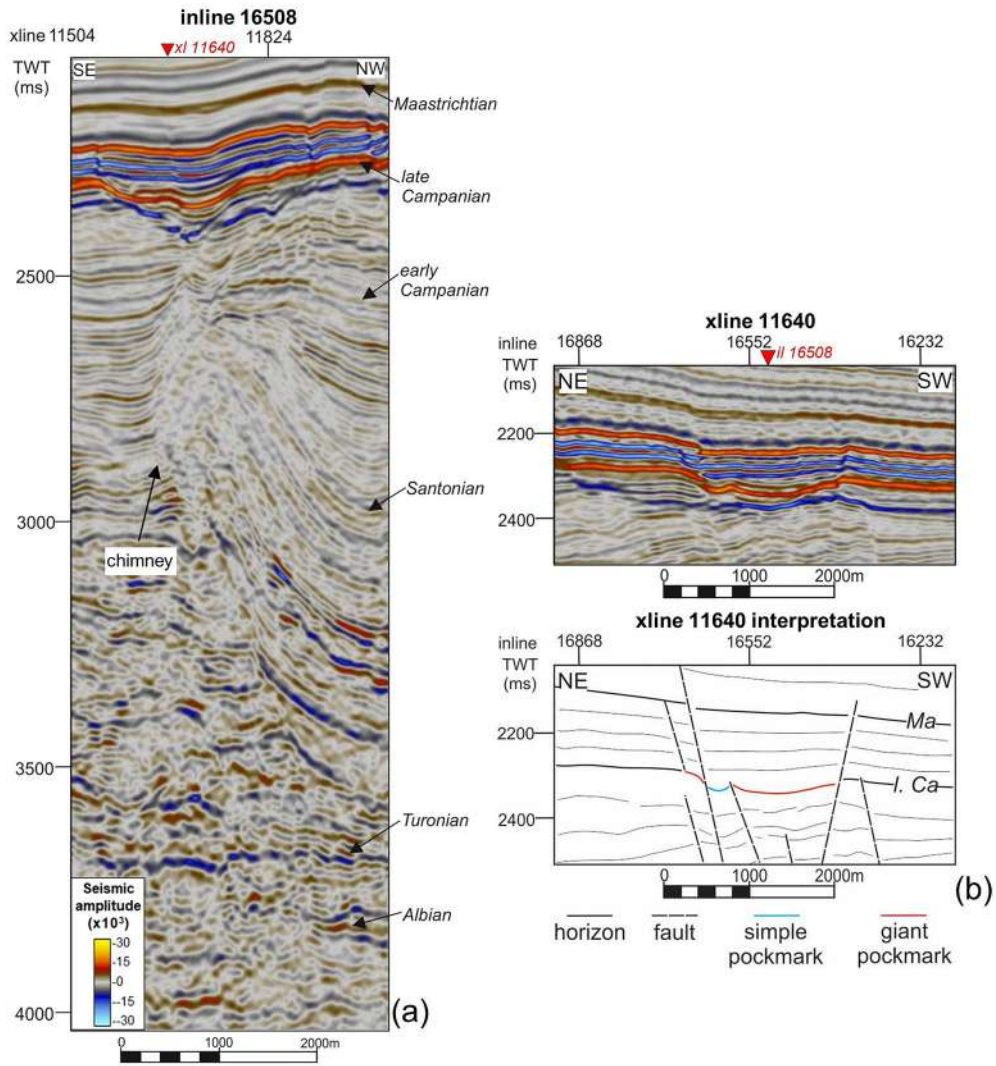 inline 16508
xline 11504
xl 11640
11824
TWT
(ms)
SE
NW
Maastrichtian
late
Campanian
2500
early
Campanian
Santonian
3000
chimney
3500
Turonian
Seismic
amplitude
(x10³)
-30
-15
-0
--15
--30
Albian
4000
(a)
0 1000 2000m
xline 11640
inline
16868
16552
16232
il 16508
TWT
(ms)
NE
SW
2200
2400
0 1000 2000m
xline 11640 interpretation
inline
16868
16552
16232
TWT
(ms)
NE
SW
Ma
2200
l. Ca
2400
0 1000 2000m
(b)
horizon
fault
simple
pockmark
giant
pockmark